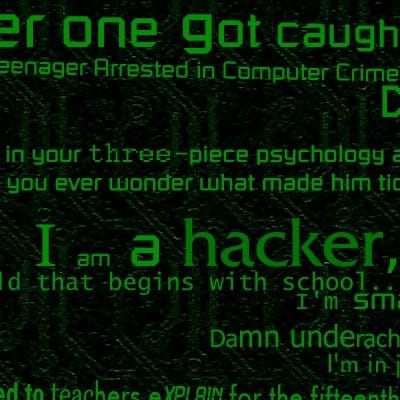 er one got caugh
eenager Arrested in Computer Crime
D
in your three-piece psychology a
you ever wonder what made him tic
I am a hacker,
ld that begins with school..
I'm sma
Damn underach
I'm in j
ed to teachers eXPLAIN for the fifteenth